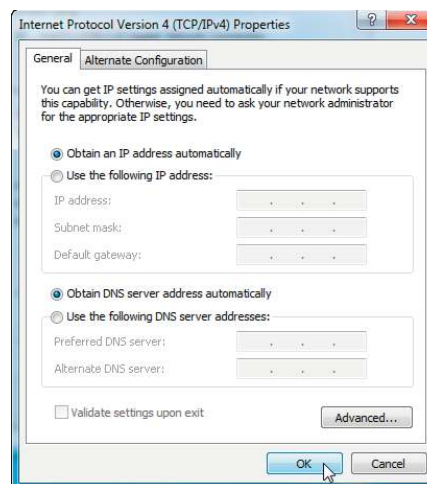 Internet Protocol Version 4 (TCP/IPv4) Properties
General
Alternate Configuration
You can get IP settings assigned automatically if your network supports
this capability. Otherwise, you need to ask your network administrator
for the appropriate IP settings.
Obtain an IP address automatically
Use the following IP address:
IP address:
Subnet mask:
Default gateway:
Obtain DNS server address automatically
Use the following DNS server addresses:
Preferred DNS server:
Alternate DNS server:
Validate settings upon exit
Advanced...
OK
Cancel